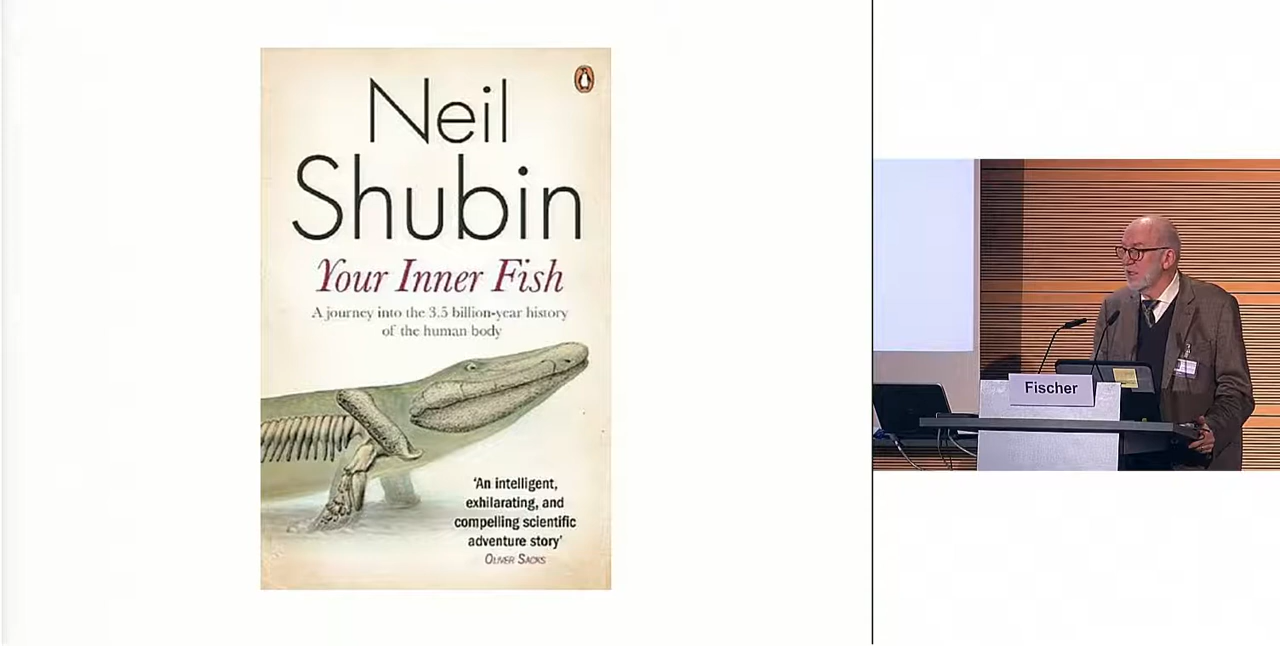 Neil
Shubin
Your Inner Fish
A journey into the 3.5 billion-year history
of the human body
‘An intelligent,
exhilarating, and
compelling scientific
adventure story’
OLIVER SACKS
Fischer